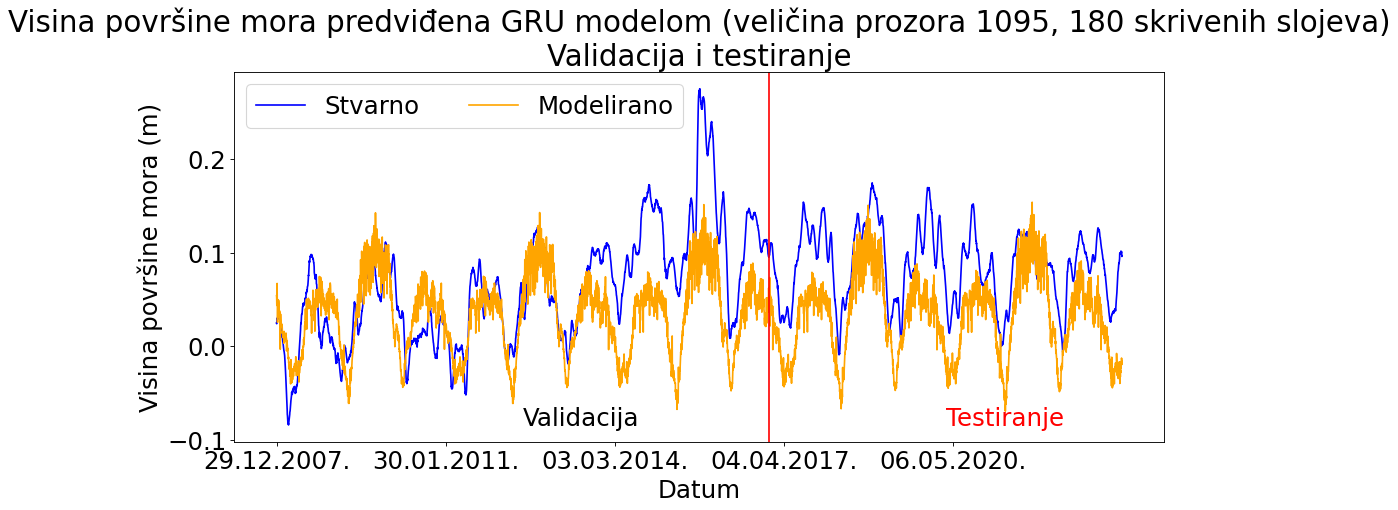 Visina površine mora predviđena GRU modelom (veličina prozora 1095, 180 skrivenih slojeva)
Validacija i testiranje
Stvarno
Modelirano
Visina površine mora (m)
0.2
0.1
0.0
−0.1
Validacija
Testiranje
29.12.2007.
30.01.2011.
03.03.2014.
04.04.2017.
06.05.2020.
Datum